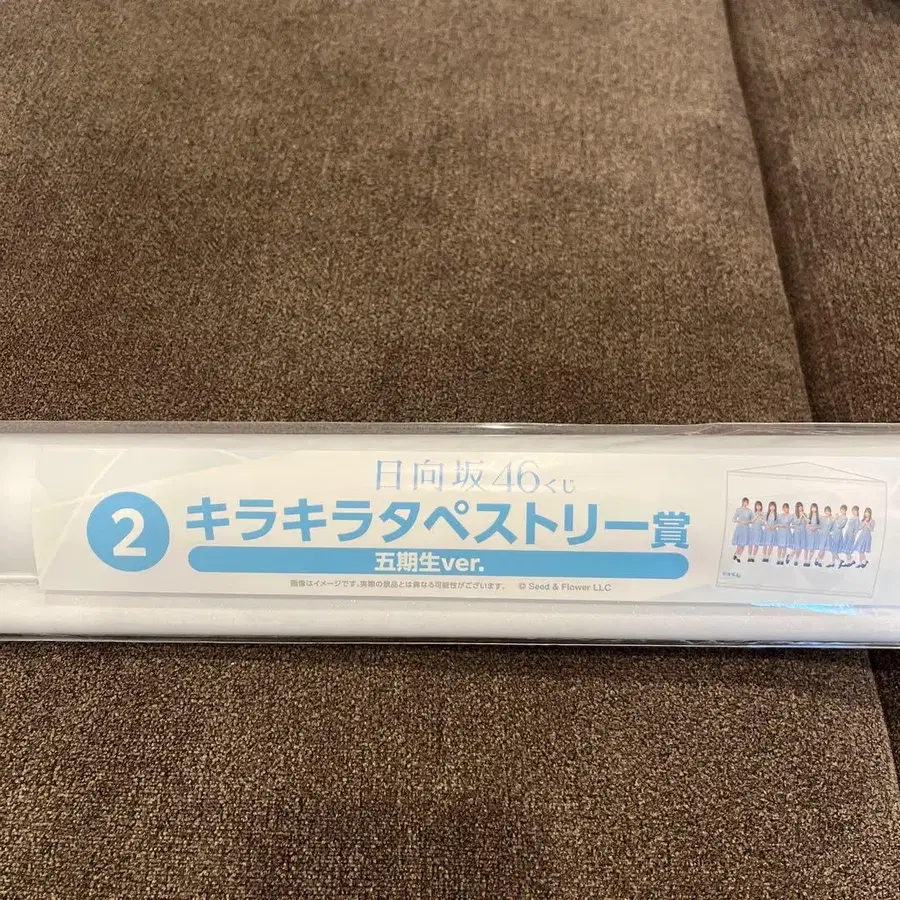 日向坂46くじ
2
キラキラタペストリー賞
五期生ver.
画像はイメージです。実際の景品とは異なる可能性がございます。 © Seed & Flower LLC